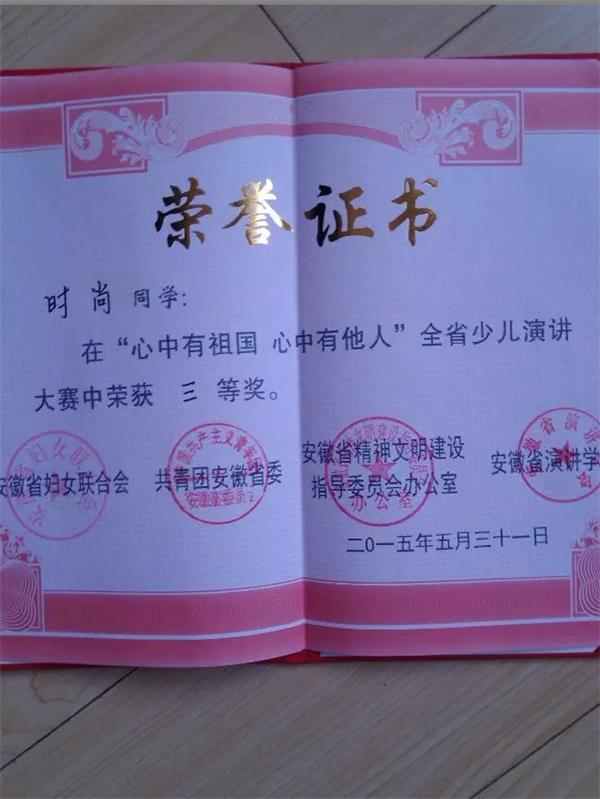 荣誉证书
时尚同学:
在“心中有祖国 心中有他人”全省少儿演讲
大赛中荣获 三 等奖。
安徽省妇女联合会
共青团安徽省委
安徽省精神文明建设
指导委员会办公室
安徽省演讲学
二〇一五年五月三十一日
办公室